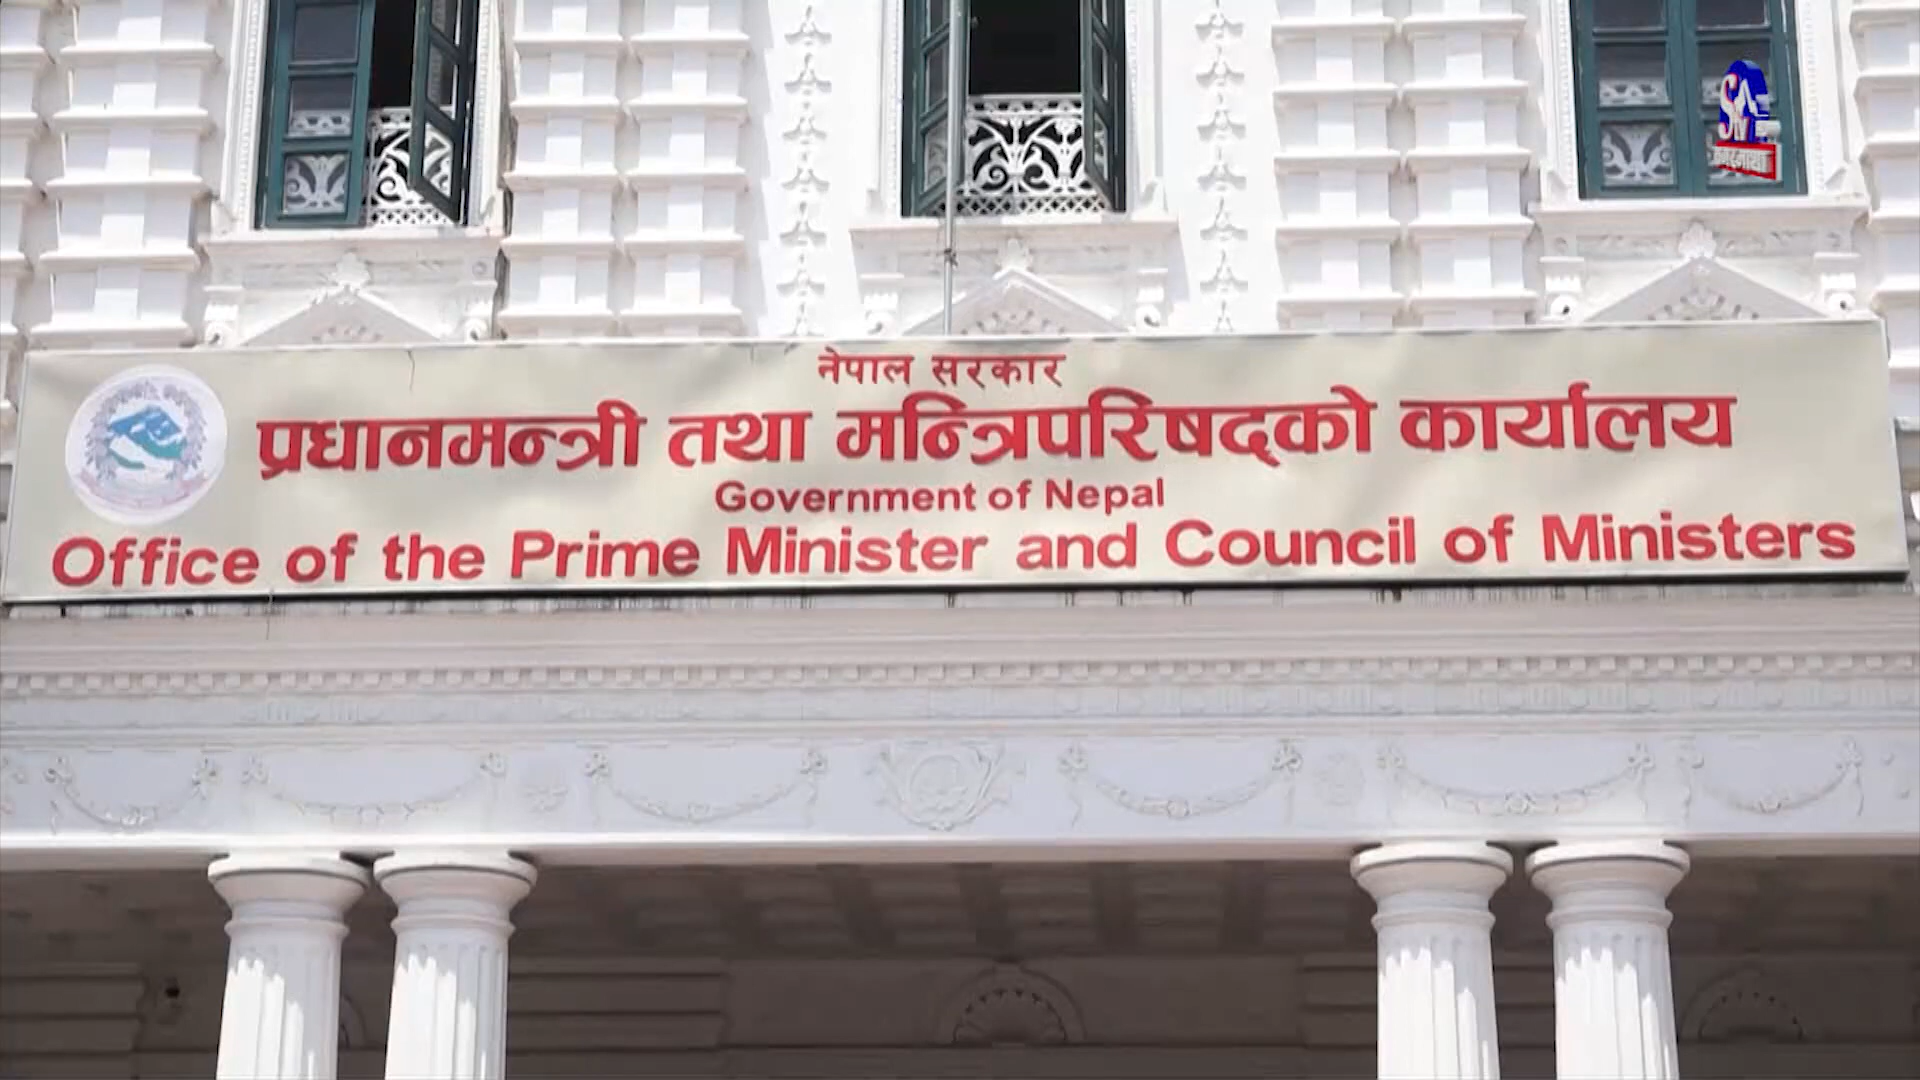 नेपाल सरकार
प्रधानमन्त्री तथा मन्त्रिपरिषद्को कार्यालय
Government of Nepal
Office of the Prime Minister and Council of Ministers